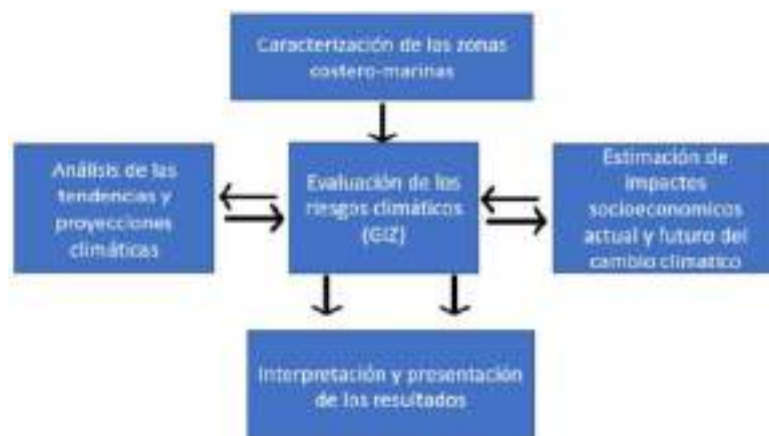 Caracterización de las zonas
costero-marinas
Análisis de las
tendencias y
proyecciones
climáticas
Evaluación de los
riesgos climáticos
(GIZ)
Estimación de
impactos
socioeconomicos
actual y futuro del
cambio climatico
Interpretación y presentación
de los resultados